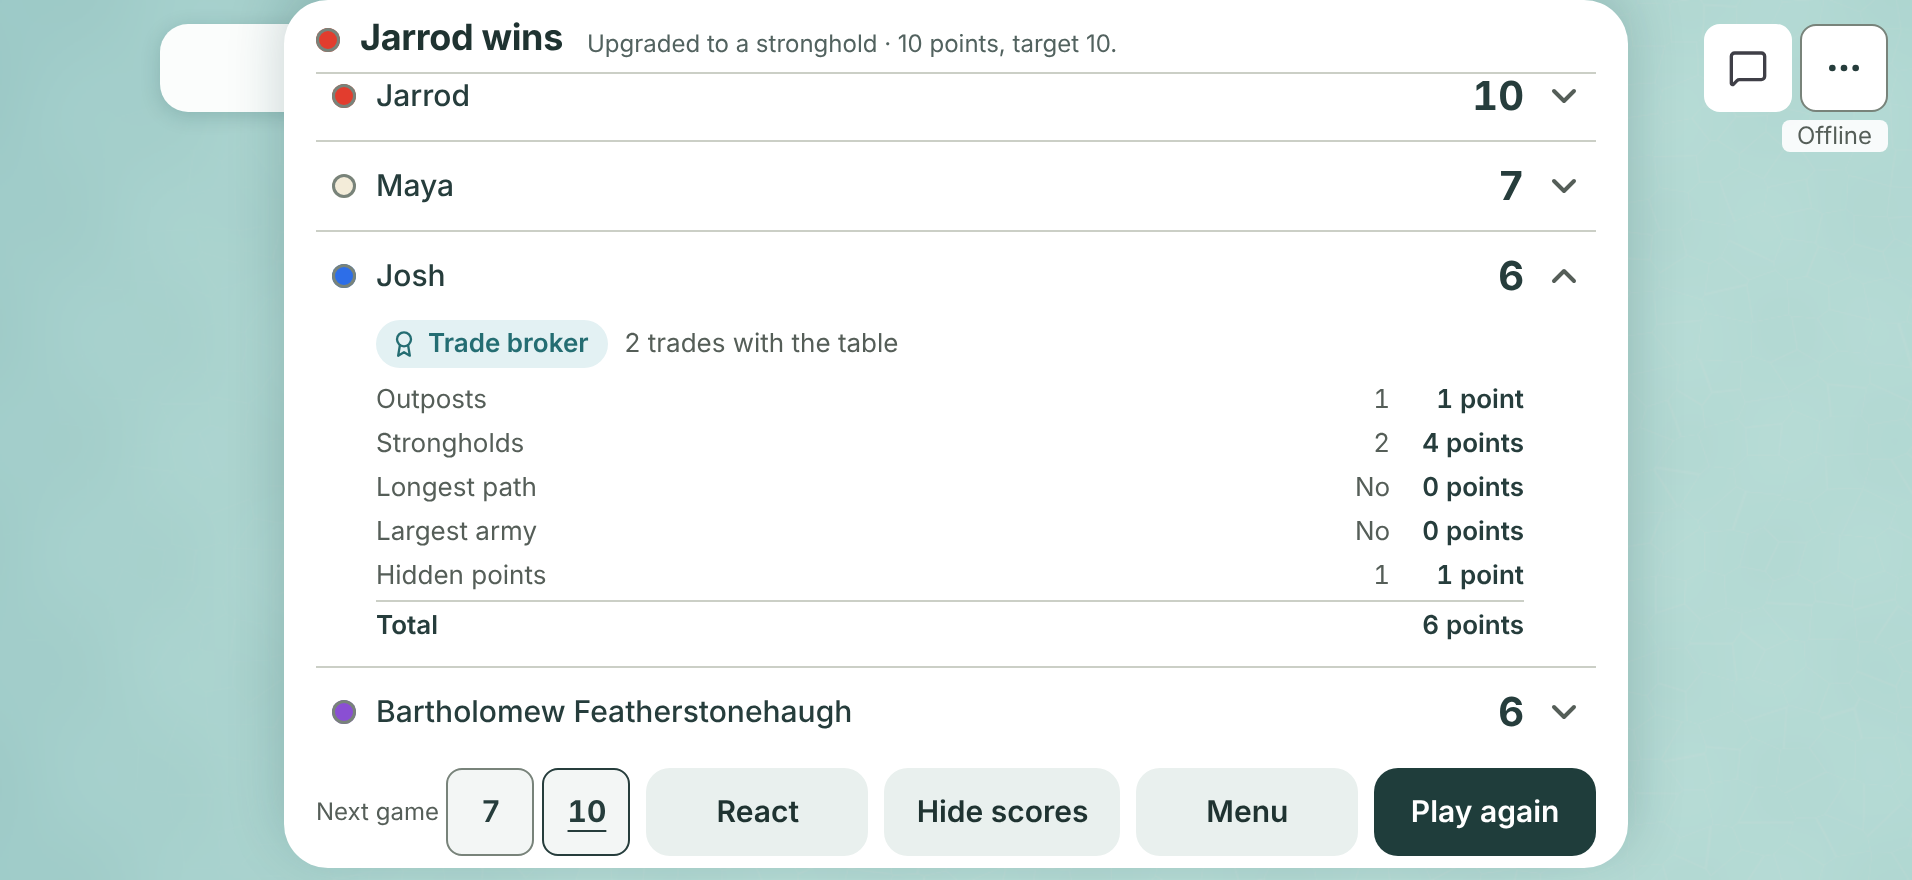 Jarrod wins Upgraded to a stronghold · 10 points, target 10.
Jarrod 10
Offline
Maya 7
Josh 6
Trade broker 2 trades with the table
Outposts 1 1 point
Strongholds 2 4 points
Longest path No 0 points
Largest army No 0 points
Hidden points 1 1 point
Total 6 points
Bartholomew Featherstonehaugh 6
Next game 7 10 React Hide scores Menu Play again